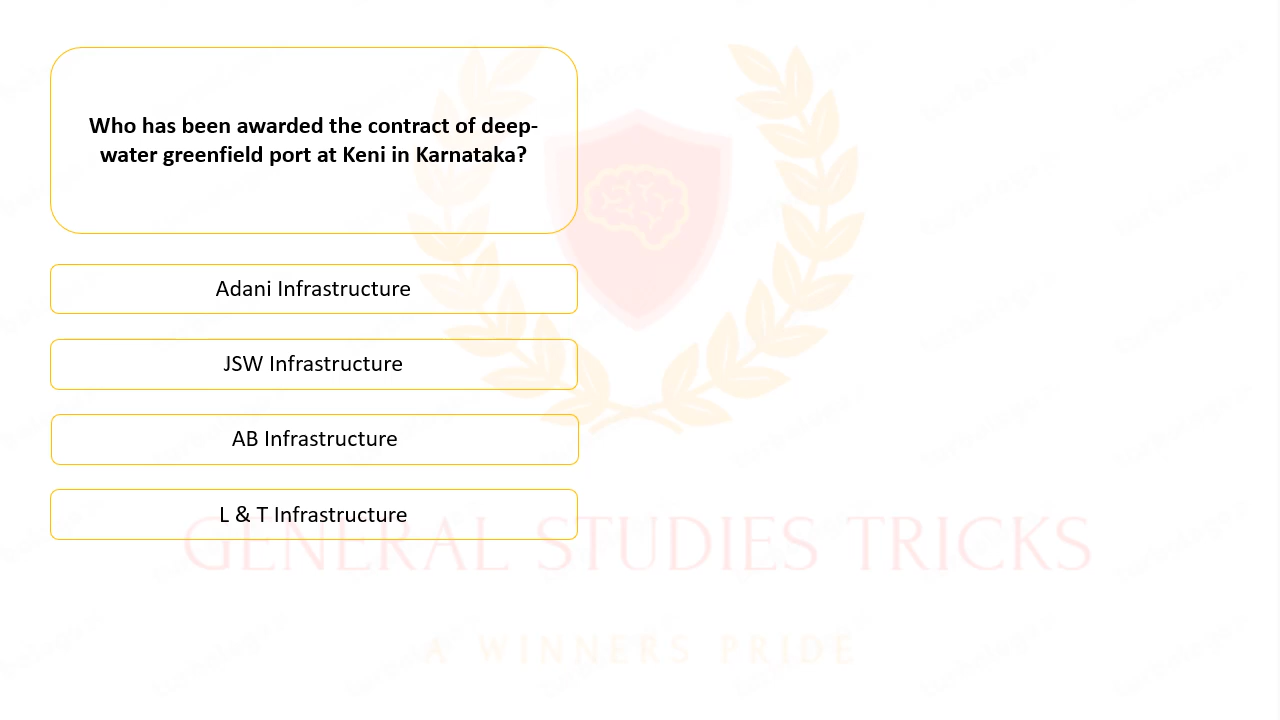 Who has been awarded the contract of deep-
water greenfield port at Keni in Karnataka?
Adani Infrastructure
JSW Infrastructure
AB Infrastructure
L & T Infrastructure
GENERAL STUDIES TRICKS
A WINNERS PRIDE